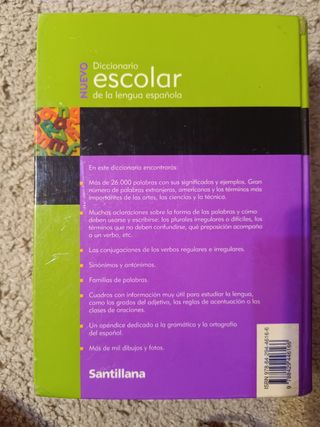 NUEVO
Diccionario
escolar
de la lengua española
En este diccionario encontrarás:
Más de 26.000 palabras con sus significados y ejemplos. Gran
número de palabras extranjeras, americanas y los términos más
importantes de las artes, las ciencias y la técnica.
Muchas aclaraciones sobre la forma de las palabras y cómo
deben usarse y escribirse: los plurales irregulares o difíciles, los
términos que no deben confundirse, qué preposición acompaña
a un verbo, etc.
Las conjugaciones de los verbos regulares e irregulares.
Sinónimos y antónimos.
Familias de palabras.
Cuadros con información muy útil para estudiar la lengua,
como los grados del adjetivo, las reglas de acentuación o las
clases de oraciones.
Un apéndice dedicado a la gramática y la ortografía
del español.
Más de mil dibujos y fotos.
Santillana